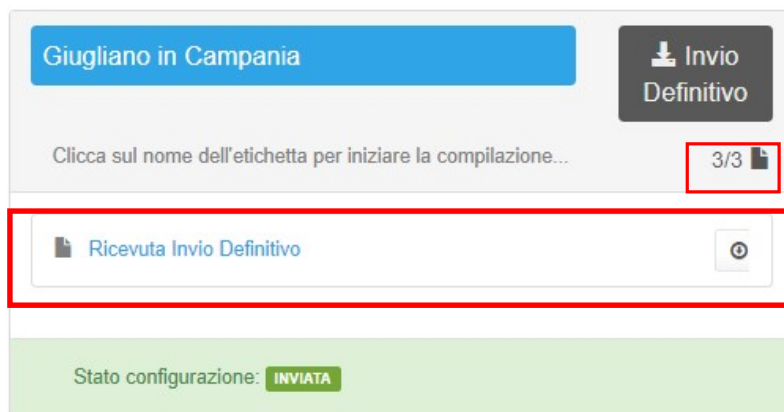 Giugliano in Campania
Invio
Definitivo
Clicca sul nome dell'etichetta per iniziare la compilazione...
3/3
Ricevuta Invio Definitivo
Stato configurazione: INVIATA